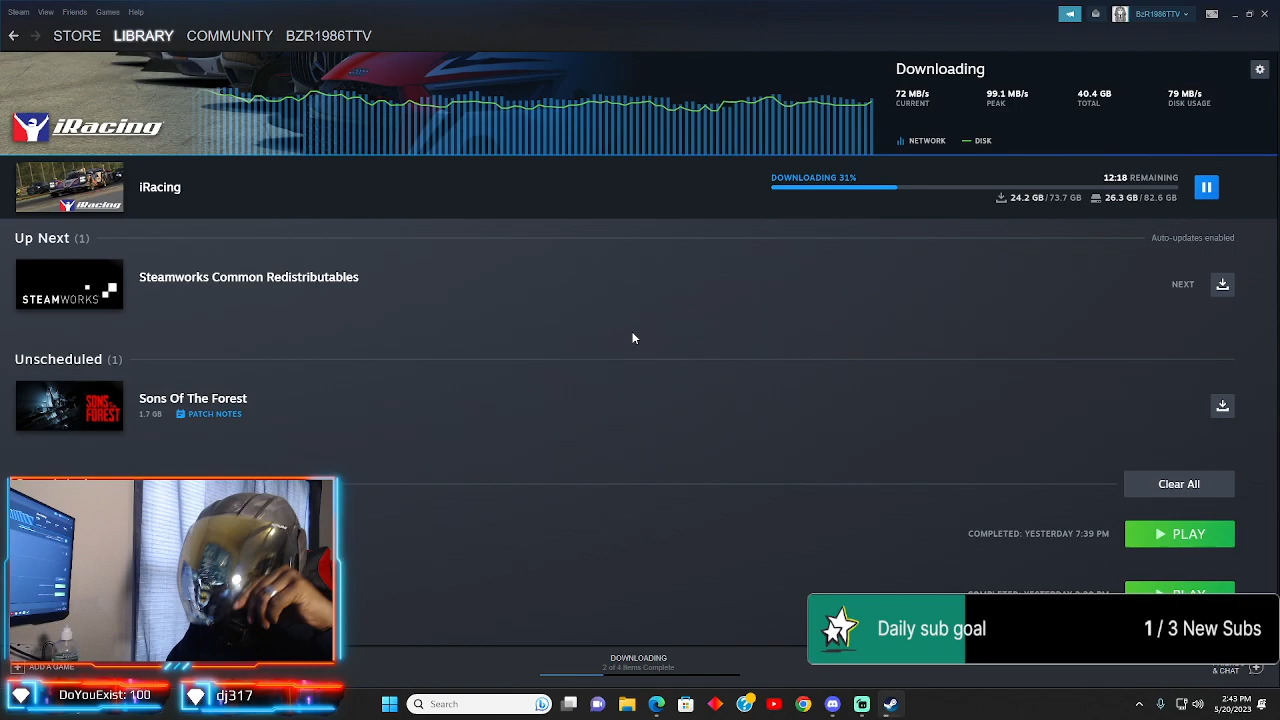 Steam View Friends Games Help
BZR1986TTV
STORE LIBRARY COMMUNITY BZR1986TTV
Downloading
72 MB/s 99.1 MB/s 40.4 GB 79 MB/s
CURRENT PEAK TOTAL DISK USAGE
iRacing
NETWORK DISK
iRacing
iRacing
DOWNLOADING 31% 12:18 REMAINING
24.2 GB / 73.7 GB 26.3 GB / 82.6 GB
Up Next (1) Auto-updates enabled
STEAMWORKS
Steamworks Common Redistributables
NEXT
Unscheduled (1)
SONS OF THE FOREST
Sons Of The Forest
1.7 GB PATCH NOTES
Clear All
COMPLETED: YESTERDAY 7:39 PM PLAY
Daily sub goal 1 / 3 New Subs
DOWNLOADING
2 of 4 Items Complete
ADD A GAME
& CHAT
DoYouExist: 100 dj317
Search
2:43 PM
5/20/2023